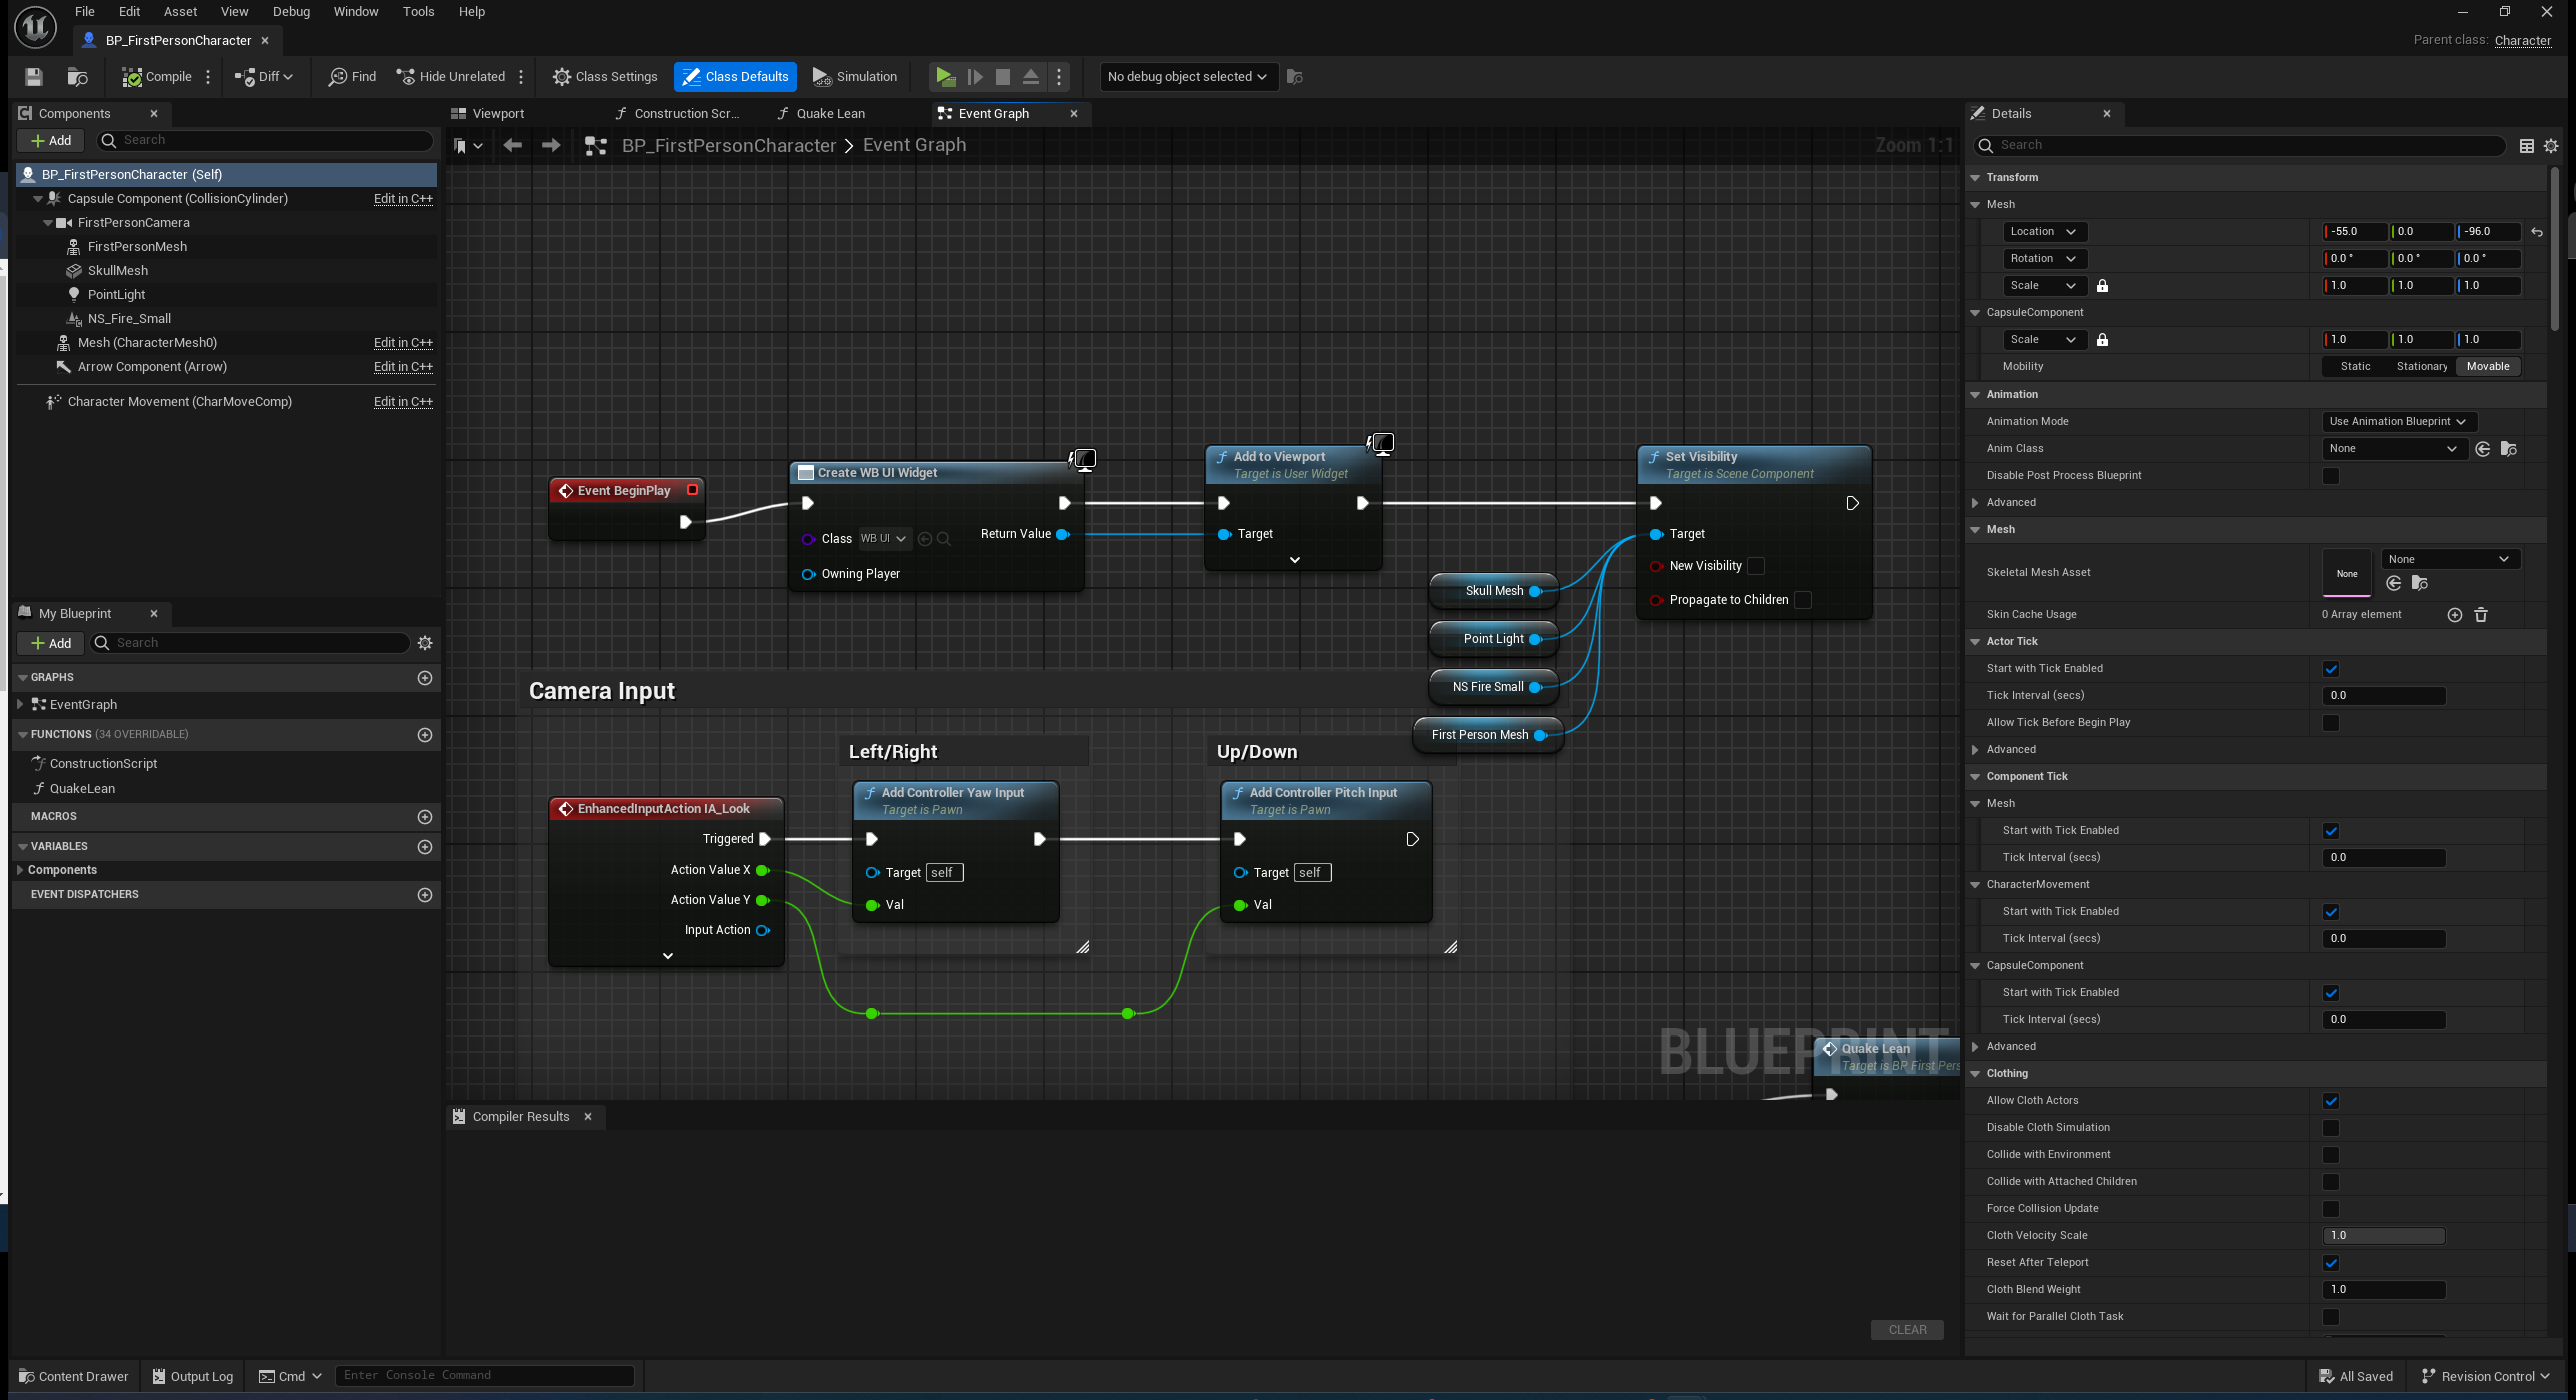 File Edit Asset View Debug Window Tools Help
BP_FirstPersonCharacter
Parent class: Character
Compile Diff Find Hide Unrelated Class Settings Class Defaults Simulation No debug object selected
Components
Add Search
BP_FirstPersonCharacter (Self)
Capsule Component (CollisionCylinder) Edit in C++
FirstPersonCamera
FirstPersonMesh
SkullMesh
PointLight
NS_Fire_Small
Mesh (CharacterMesh0) Edit in C++
Arrow Component (Arrow) Edit in C++
Character Movement (CharMoveComp) Edit in C++
My Blueprint
Add Search
GRAPHS
EventGraph
FUNCTIONS (34 OVERRIDABLE)
ConstructionScript
QuakeLean
MACROS
VARIABLES
Components
EVENT DISPATCHERS
Viewport Construction Scr... Quake Lean Event Graph
BP_FirstPersonCharacter > Event Graph
Zoom 1:1
Event BeginPlay
Create WB UI Widget
Class WB UI
Return Value
Owning Player
Add to Viewport
Target is User Widget
Target
Set Visibility
Target is Scene Component
Target
New Visibility
Propagate to Children
Skull Mesh
Point Light
NS Fire Small
First Person Mesh
Camera Input
Left/Right
Up/Down
EnhancedInputAction IA_Look
Triggered
Action Value X
Action Value Y
Input Action
Add Controller Yaw Input
Target is Pawn
Target self
Val
Add Controller Pitch Input
Target is Pawn
Target self
Val
BLUEPRINT
Quake Lean
Target is BP First Pers
Compiler Results
CLEAR
Details
Search
Transform
Mesh
Location -55.0 0.0 -96.0
Rotation 0.0 ° 0.0 ° 0.0 °
Scale 1.0 1.0 1.0
CapsuleComponent
Scale 1.0 1.0 1.0
Mobility Static Stationary Movable
Animation
Animation Mode Use Animation Blueprint
Anim Class None
Disable Post Process Blueprint
Advanced
Mesh
Skeletal Mesh Asset None None
Skin Cache Usage 0 Array element
Actor Tick
Start with Tick Enabled
Tick Interval (secs) 0.0
Allow Tick Before Begin Play
Advanced
Component Tick
Mesh
Start with Tick Enabled
Tick Interval (secs) 0.0
CharacterMovement
Start with Tick Enabled
Tick Interval (secs) 0.0
CapsuleComponent
Start with Tick Enabled
Tick Interval (secs) 0.0
Advanced
Clothing
Allow Cloth Actors
Disable Cloth Simulation
Collide with Environment
Collide with Attached Children
Force Collision Update
Cloth Velocity Scale 1.0
Reset After Teleport
Cloth Blend Weight 1.0
Wait for Parallel Cloth Task
Content Drawer Output Log Cmd Enter Console Command All Saved Revision Control